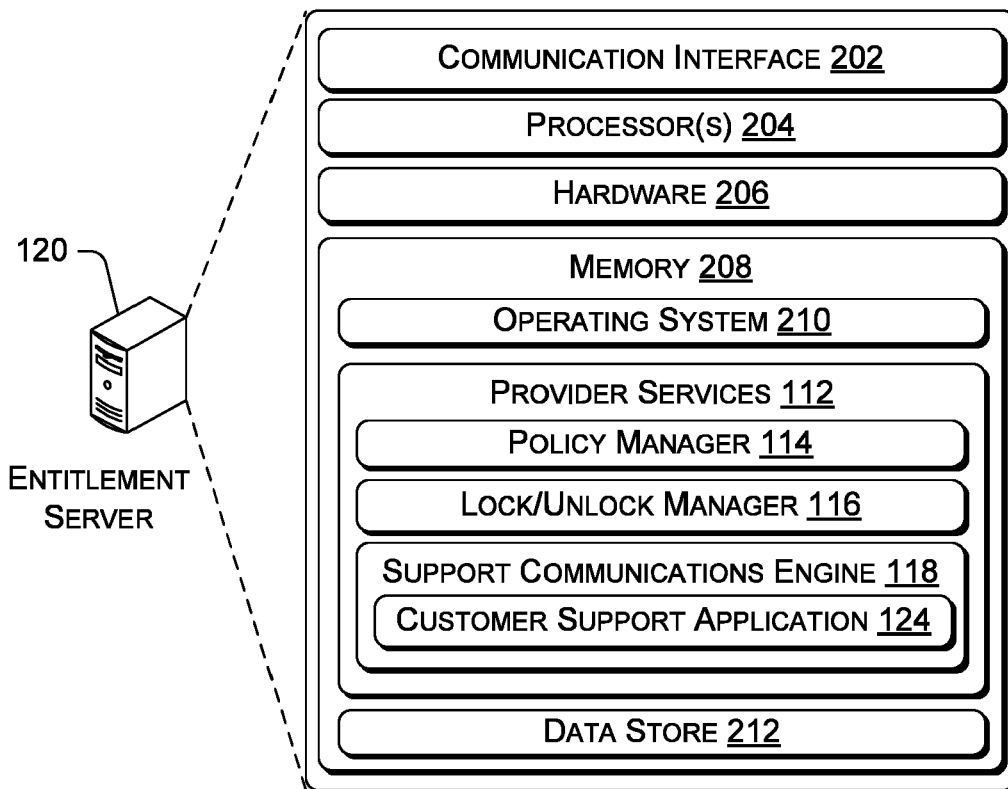 COMMUNICATION INTERFACE 202
PROCESSOR(S) 204
HARDWARE 206
120
MEMORY 208
OPERATING SYSTEM 210
PROVIDER SERVICES 112
POLICY MANAGER 114
ENTITLEMENT
SERVER
LOCK/UNLOCK MANAGER 116
SUPPORT COMMUNICATIONS ENGINE 118
CUSTOMER SUPPORT APPLICATION 124
DATA STORE 212